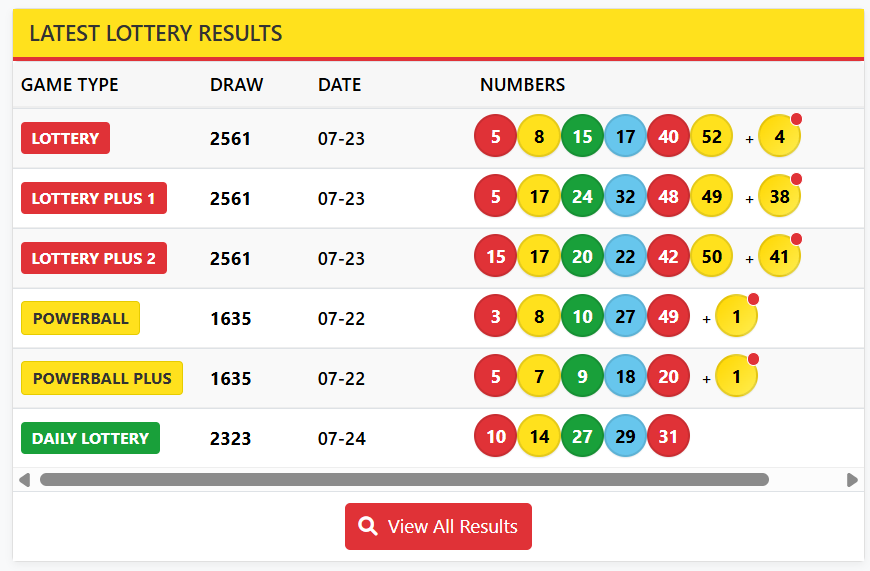 LATEST LOTTERY RESULTS
GAME TYPE DRAW DATE NUMBERS
LOTTERY 2561 07-23 5 8 15 17 40 52 + 4
LOTTERY PLUS 1 2561 07-23 5 17 24 32 48 49 + 38
LOTTERY PLUS 2 2561 07-23 15 17 20 22 42 50 + 41
POWERBALL 1635 07-22 3 8 10 27 49 + 1
POWERBALL PLUS 1635 07-22 5 7 9 18 20 + 1
DAILY LOTTERY 2323 07-24 10 14 27 29 31
View All Results